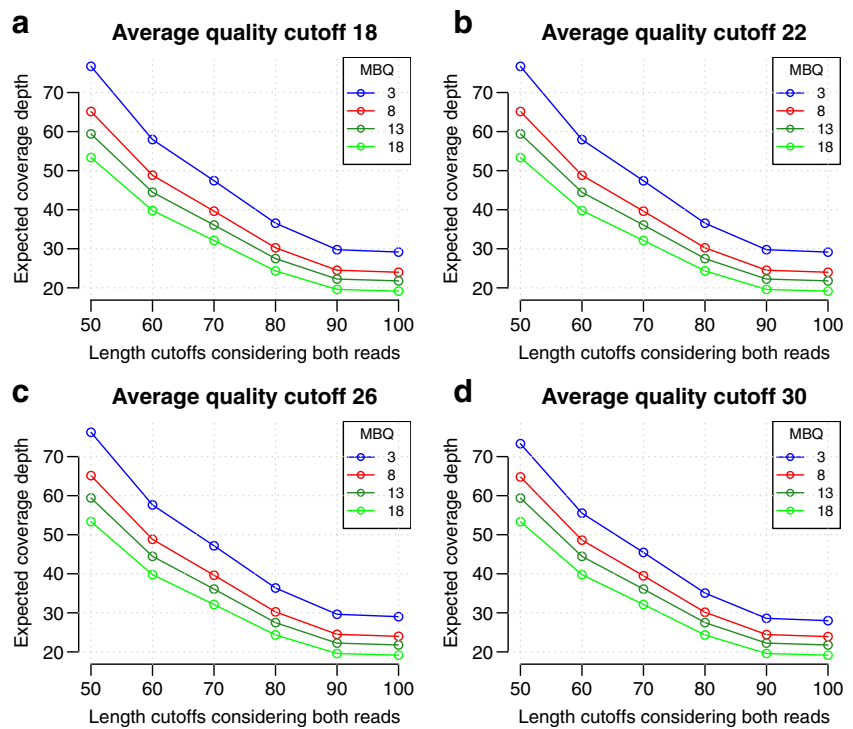 a
Average quality cutoff 18
Expected coverage depth
70
60
50
40
30
20
50 60 70 80 90 100
Length cutoffs considering both reads
MBQ
3
8
13
18
b
Average quality cutoff 22
Expected coverage depth
70
60
50
40
30
20
50 60 70 80 90 100
Length cutoffs considering both reads
MBQ
3
8
13
18
c
Average quality cutoff 26
Expected coverage depth
70
60
50
40
30
20
50 60 70 80 90 100
Length cutoffs considering both reads
MBQ
3
8
13
18
d
Average quality cutoff 30
Expected coverage depth
70
60
50
40
30
20
50 60 70 80 90 100
Length cutoffs considering both reads
MBQ
3
8
13
18